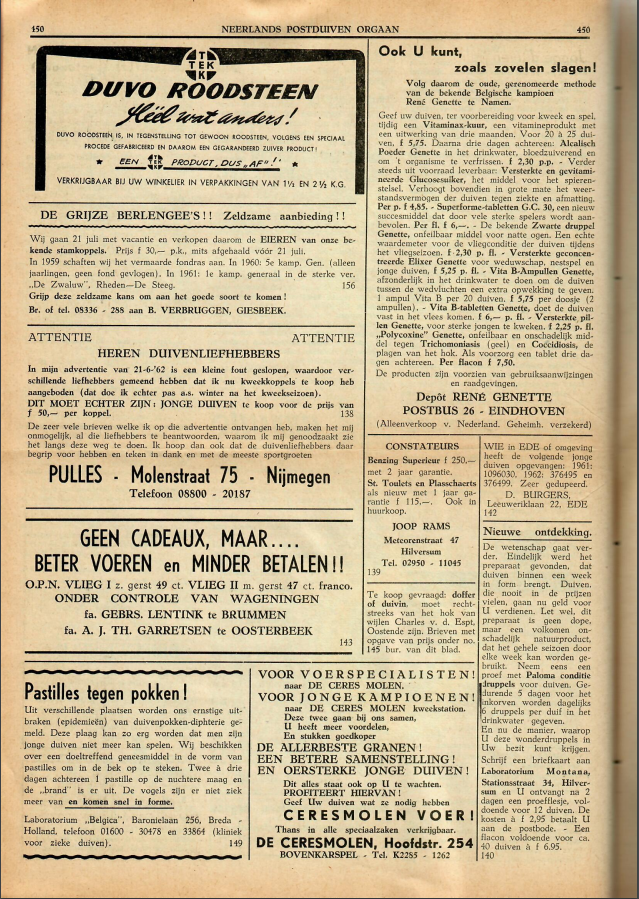 450
NEERLANDS POSTDUIVEN ORGAAN
450
TEK
DUVO ROODSTEEN
Héél wat anders!
DUVO ROODSTEEN IS, IN TEGENSTELLING TOT GEWOON ROODSTEEN, VOLGENS EEN SPECIAAL
PROCEDE GEFABRICEERD EN DAAROM EEN GEGARANDEERD ZUIVER PRODUCT!
★ EEN TEK PRODUCT, DUS „AF"! ★
VERKRIJGBAAR BIJ UW WINKELIER IN VERPAKKINGEN VAN 1½ EN 2½ K.G.
DE GRIJZE BERLENGEE'S!! Zeldzame aanbieding!!
Wij gaan 21 juli met vacantie en verkopen daarom de EIEREN van onze be-
kende stamkoppels. Prijs f 30,— p.k., mits afgehaald vóór 21 juli.
In 1959 schaften wij het vermaarde fondras aan. In 1960: 5e kamp. Gen. (alleen
jaarlingen, geen fond gevlogen). In 1961: 1e kamp. generaal in de sterke ver.
„De Zwaluw", Rheden—De Steeg. 156
Grijp deze zeldzame kans om aan het goede soort te komen!
Br. of tel. 08336 - 288 aan B. VERBRUGGEN, GIESBEEK.
ATTENTIE ATTENTIE
HEREN DUIVENLIEFHEBBERS
In mijn advertentie van 21-6-'62 is een kleine fout geslopen, waardoor ver-
schillende liefhebbers gemeend hebben dat ik nu kweekkoppels te koop heb
aangeboden (dat doe ik echter pas a.s. winter na het kweekseizoen).
DIT MOET ECHTER ZIJN: JONGE DUIVEN te koop voor de prijs van
f 50,— per koppel. 138
De zeer vele brieven welke ik op die advertentie ontvangen heb, maken het mij
onmogelijk, al die liefhebbers te beantwoorden, waarom ik mij genoodzaakt zie
het langs deze weg te doen. Ik hoop dan ook dat de duivenliefhebbers daar
begrip voor hebben en teken in dank en met de meeste sportgroeten
PULLES - Molenstraat 75 - Nijmegen
Telefoon 08800 - 20187
GEEN CADEAUX, MAAR....
BETER VOEREN en MINDER BETALEN!!
O.P.N. VLIEG I z. gerst 49 ct. VLIEG II m. gerst 47 ct. franco.
ONDER CONTROLE VAN WAGENINGEN
fa. GEBRS. LENTINK te BRUMMEN
fa. A. J. TH. GARRETSEN te OOSTERBEEK
143
Pastilles tegen pokken!
Uit verschillende plaatsen worden ons ernstige uit-
braken (epidemieën) van duivenpokken-diphterie ge-
meld. Deze plaag kan zo erg worden dat men zijn
jonge duiven niet meer kan spelen. Wij beschikken
over een doeltreffend geneesmiddel in de vorm van
pastilles om in de bek op te steken. Twee à drie
dagen achtereen 1 pastille op de nuchtere maag en
de „brand" is er uit. De vogels zijn er niet ziek
meer van en komen snel in forme.
Laboratorium „Belgica", Baronielaan 256, Breda -
Holland, telefoon 01600 - 30478 en 33864 (kliniek
voor zieke duiven). 149
VOOR VOERSPECIALISTEN!
naar DE CERES MOLEN.
VOOR JONGE KAMPIOENEN!
naar DE CERES MOLEN kweekstation.
Deze twee gaan bij ons samen,
U heeft meer voordelen,
En stukken goedkoper
DE ALLERBESTE GRANEN!
EEN BETERE SAMENSTELLING!
EN OERSTERKE JONGE DUIVEN!
Dit alles staat ook op U te wachten.
PROFITEERT HIERVAN!
Geef Uw duiven wat ze nodig hebben
CERESMOLEN VOER!
Thans in alle speciaalzaken verkrijgbaar.
DE CERESMOLEN, Hoofdstr. 254
BOVENKARSPEL - Tel. K2285 - 1262
Ook U kunt,
zoals zovelen slagen!
Volg daarom de oude, gerenomeerde methode
van de bekende Belgische kampioen
René Genette te Namen.
Geef uw duiven, ter voorbereiding voor kweek en spel,
tijdig een Vitaminax-kuur, een vitamineprodukt met
een uitwerking van drie maanden. Voor 20 à 25 dui-
ven, f 5,75. Daarna drie dagen achtereen: Alcalisch
Poeder Genette in het drinkwater, bloedzuiverend en
om 't organisme te verfrissen. f 2,30 p.p. - Verder
steeds uit voorraad leverbaar: Versterkte en gevitami-
neerde Glucosesuiker, het middel voor het spieren-
stelsel. Verhoogt bovendien in grote mate het weer-
standsvermogen der duiven tegen ziekte en afmatting.
Per p. f 4,85. - Superforme-tabletten G.C. 30, een nieuw
succesmiddel dat door vele sterke spelers wordt aan-
bevolen. Per fl. f 6,—. - De bekende Zwarte druppel
Genette, onfeilbaar middel voor natte ogen. Een echte
waardemeter voor de vliegconditie der duiven tijdens
het vliegseizoen. f 2,30 p. fl. - Versterkte geconcen-
treerde Elixer Genette voor weduwschap, nestspel en
jonge duiven, f 5,25 p. fl. - Vita B-Ampullen Genette,
afzonderlijk in het drinkwater te doen om de duiven
tussen de wedvluchten een extra opwekking te geven.
1 ampul Vita B per 20 duiven. f 5,75 per doosje (2
ampullen). - Vita B-tabletten Genette, doet de duiven
vast in het vlees komen. f 6,— p. fl. - Versterkte pil-
len Genette, voor sterke jongen te kweken. f 2,25 p. fl.
„Polycoxine" Genette, onfeilbaar en onschadelijk mid-
del tegen Trichomoniasis (geel) en Coccidiosis, de
plagen van het hok. Als voorzorg een tablet drie da-
gen achtereen. Per flacon f 7,50.
De producten zijn voorzien van gebruiksaanwijzingen
en raadgevingen.
Depôt RENÉ GENETTE
POSTBUS 26 - EINDHOVEN
(Alleenverkoop v. Nederland. Geheimh. verzekerd)
CONSTATEURS
Benzing Superieur f 250,—
met 2 jaar garantie.
St. Toulets en Plasschaerts
als nieuw met 1 jaar ga-
rantie f 115,—. Ook in
huurkoop.
JOOP RAMS
Meteorenstraat 47
Hilversum
Tel. 02950 - 11045
139
Te koop gevraagd: doffer
of duivin, moet recht-
streeks van het hok van
wijlen Charles v. d. Espt,
Oostende zijn. Brieven met
opgave van prijs onder no.
145 bur. van dit blad.
WIE in EDE of omgeving
heeft de volgende jonge
duiven opgevangen: 1961:
1096030, 1962: 376495 en
376499. Zeer gedupeerd.
D. BURGERS,
Leeuweriklaan 22, EDE
142
Nieuwe ontdekking.
De wetenschap gaat ver-
der. Eindelijk werd het
preparaat gevonden, dat
duiven binnen een week
in form brengt. Duiven,
die nooit in de prijzen
vielen, gaan nu geld voor
U verdienen. Let wel, dit
preparaat is geen dope,
maar een volkomen on-
schadelijk natuurproduct,
dat het gehele seizoen door
elke week kan worden ge-
bruikt. Neem eens een
proef met Paloma conditie
druppels voor duiven. Ge-
durende 5 dagen voor het
inkorven worden dagelijks
6 druppels per duif in het
drinkwater gegeven.
En nu de manier, waarop
U deze wonderdruppels in
Uw bezit kunt krijgen.
Schrijf een briefkaart aan
Laboratorium Montana,
Stationsstraat 34, Hilver-
sum en U ontvangt na 2
dagen een proefflesje, vol-
doende voor 12 duiven. De
kosten à f 2,95 betaalt U
aan de postbode. - Een
flacon voldoende voor ca.
40 duiven à f 6.95.
140